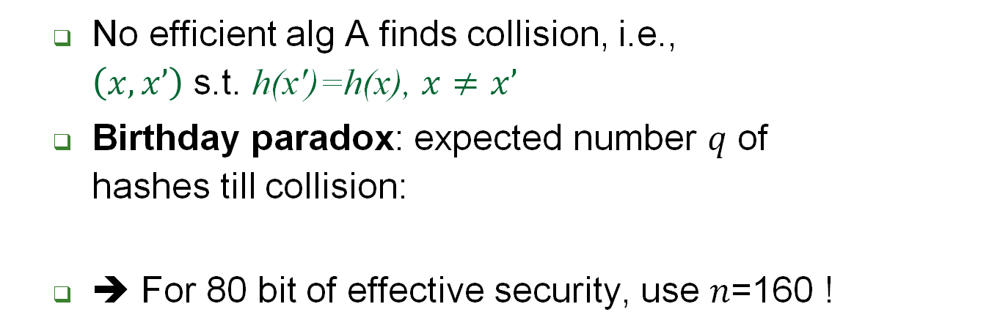 ❑ No efficient alg A finds collision, i.e.,
(x, x’) s.t. h(x')=h(x), x ≠ x’
❑ Birthday paradox: expected number q of
hashes till collision:
❑ ➔ For 80 bit of effective security, use n=160 !